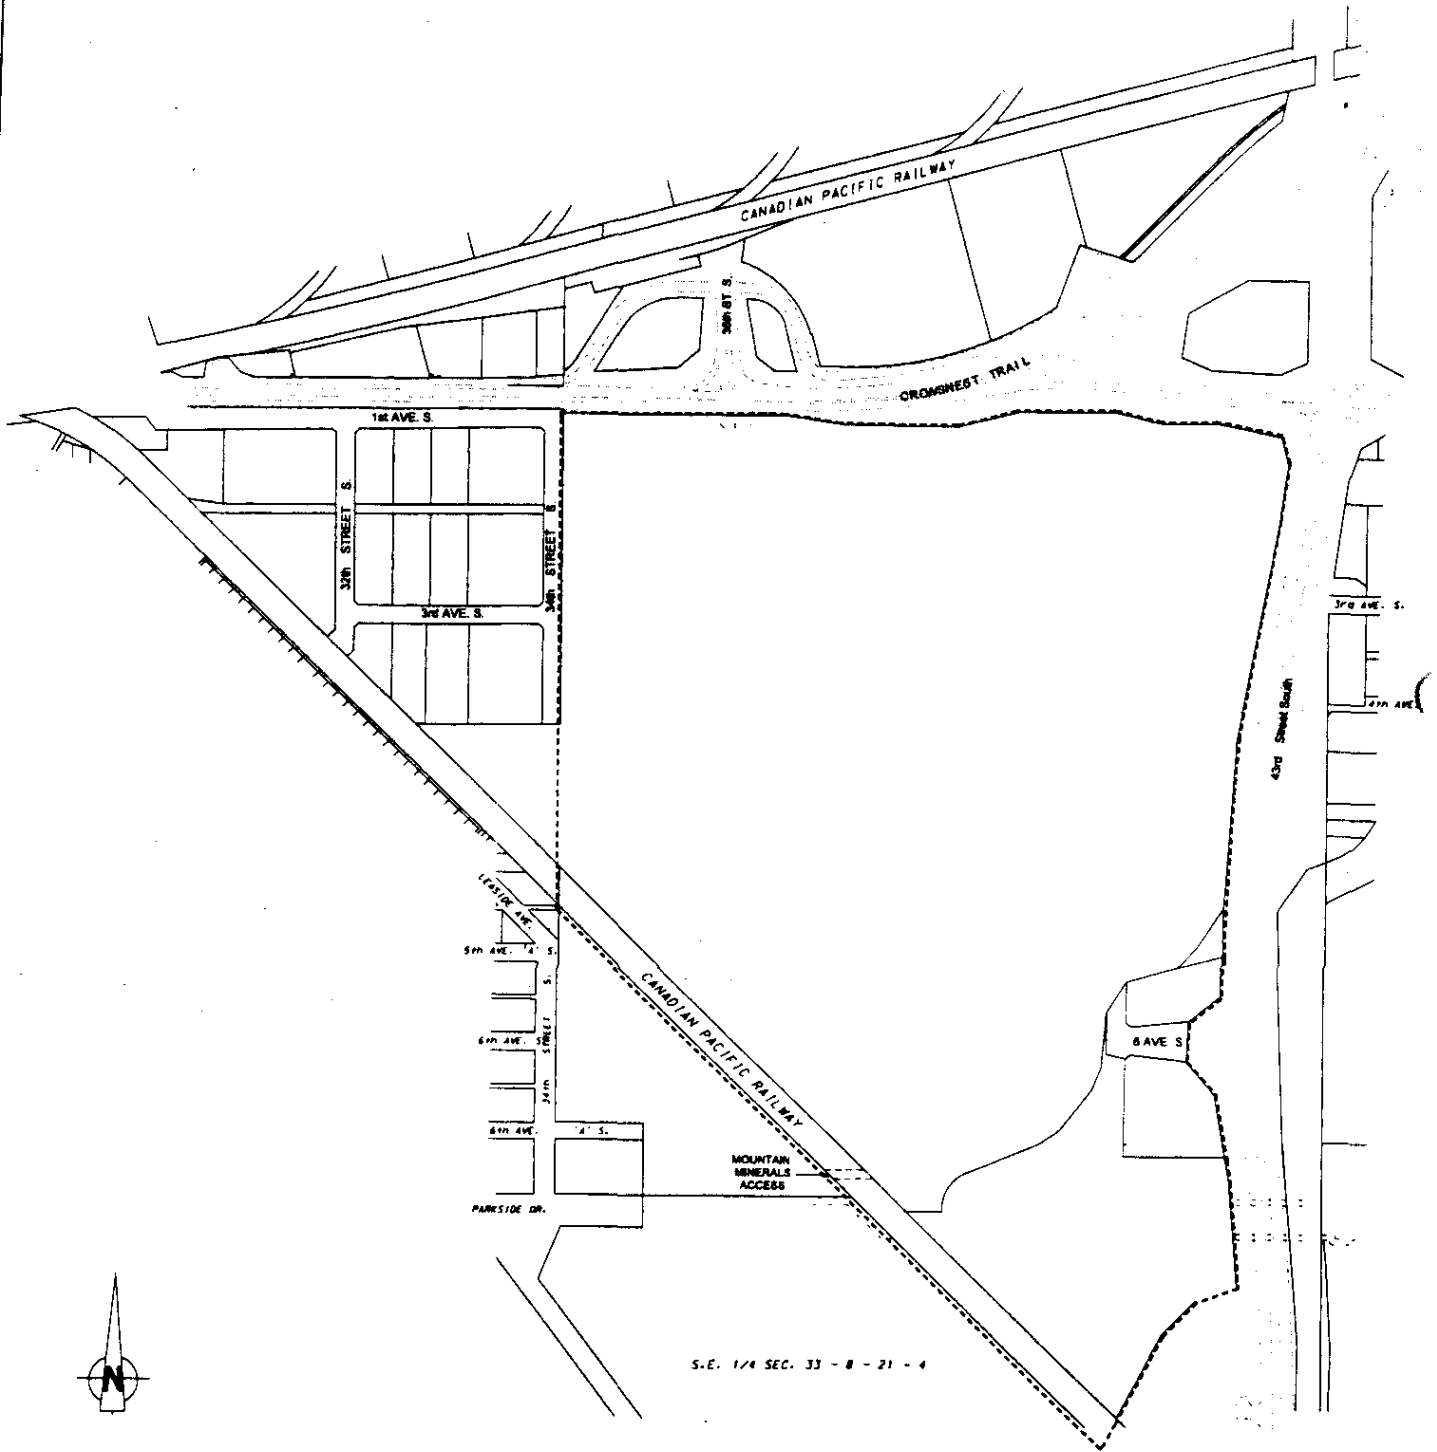 CANADIAN PACIFIC RAILWAY
38th ST. S.
CROWSNEST TRAIL
1st AVE. S.
32th STREET S.
34th STREET S.
3rd AVE. S.
3rd AVE. S.
4th AVE.
43rd Street South
LEASIDE AVE.
5th AVE. 'A' S.
CANADIAN PACIFIC RAILWAY
34th STREET S.
6th AVE. S.
6 AVE S
6th AVE. 'A' S.
MOUNTAIN
MINERALS
ACCESS
PARKSIDE DR.
N
S.E. 1/4 SEC. 33 - 8 - 21 - 4